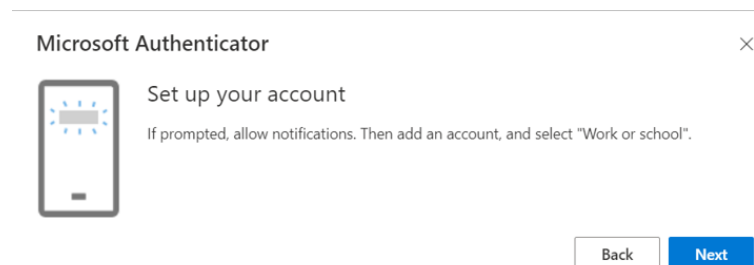 Microsoft Authenticator
Set up your account
If prompted, allow notifications. Then add an account, and select "Work or school".
Back Next